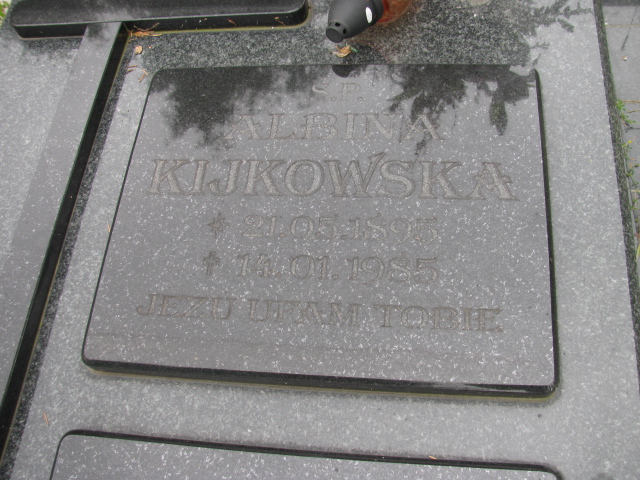 Ś.P.
ALBINA
KIJKOWSKA
* 21.05.1895
† 14.01.1985
JEZU UFAM TOBIE